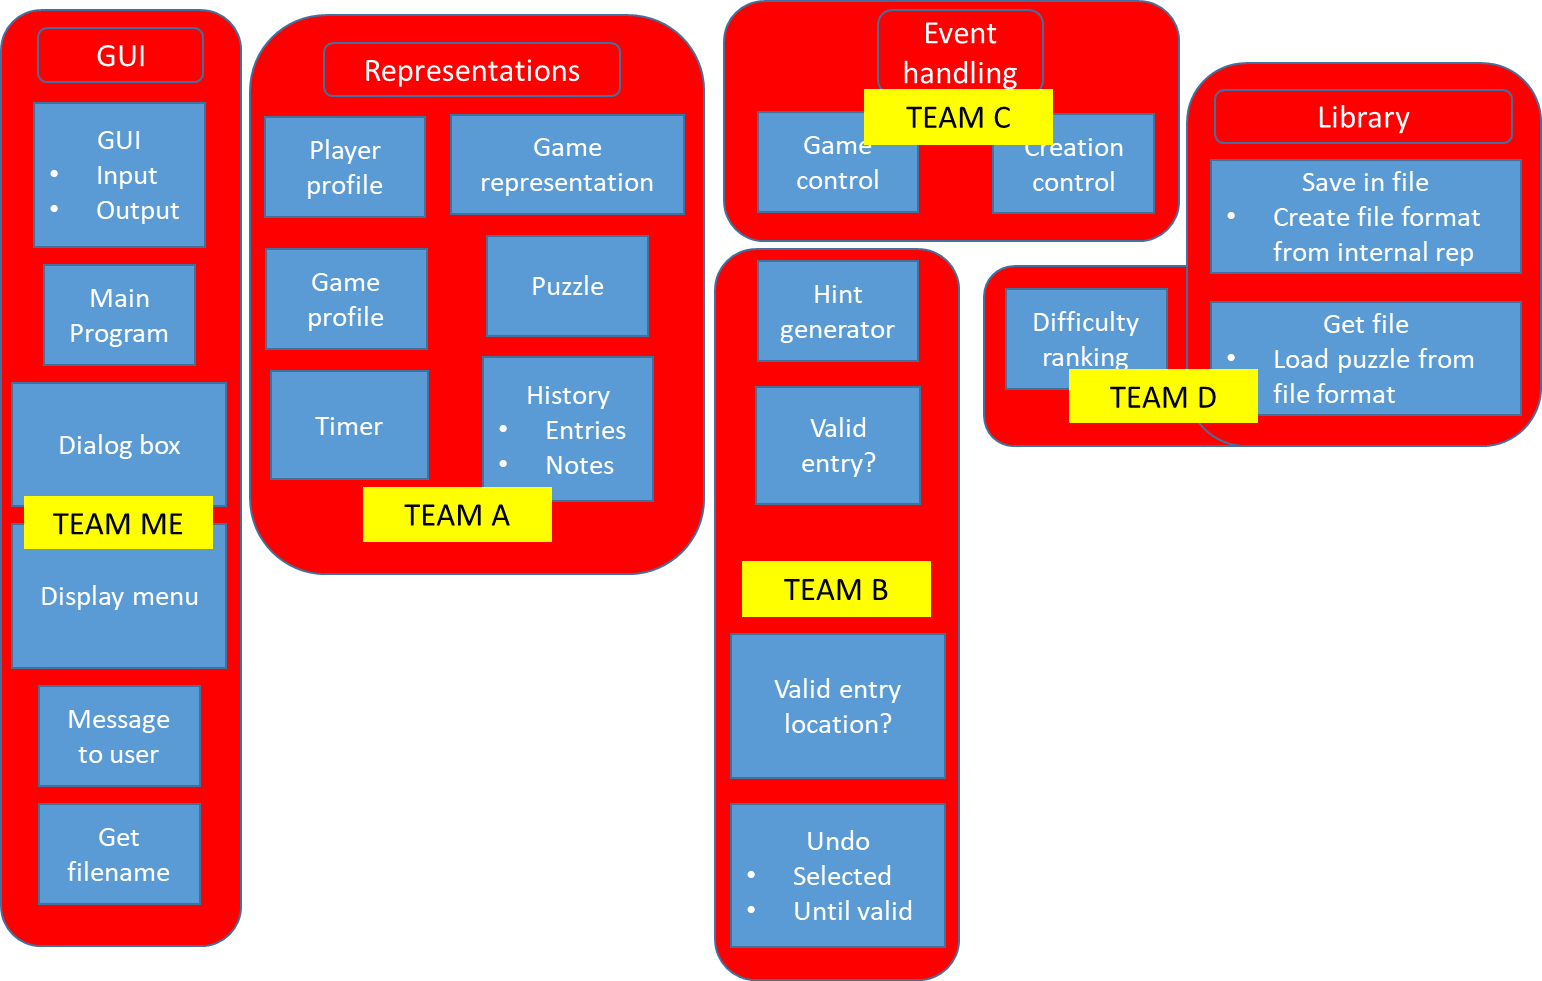 GUI
GUI
• Input
• Output
Main
Program
Dialog box
TEAM ME
Display menu
Message
to user
Get
filename
Representations
Player
profile
Game
representation
Game
profile
Puzzle
Timer
History
• Entries
• Notes
TEAM A
Event
handling
TEAM C
Game
control
Creation
control
Hint
generator
Valid
entry?
TEAM B
Valid entry
location?
Undo
• Selected
• Until valid
Library
Save in file
• Create file format
from internal rep
Difficulty
ranking
Get file
• Load puzzle from
file format
TEAM D